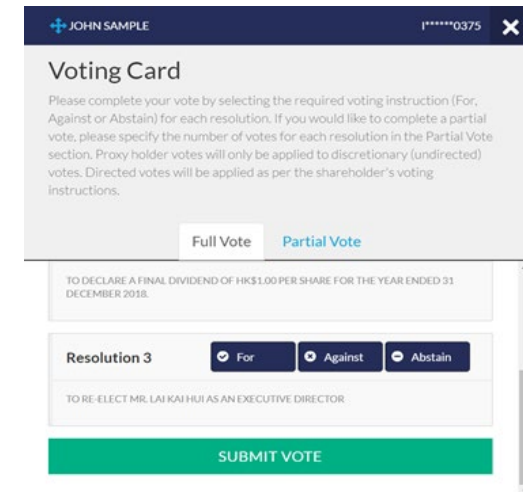 JOHN SAMPLE I******0375
Voting Card
Please complete your vote by selecting the required voting instruction (For,
Against or Abstain) for each resolution. If you would like to complete a partial
vote, please specify the number of votes for each resolution in the Partial Vote
section. Proxy holder votes will only be applied to discretionary (undirected)
votes. Directed votes will be applied as per the shareholder's voting
instructions.
Full Vote Partial Vote
TO DECLARE A FINAL DIVIDEND OF HK$1.00 PER SHARE FOR THE YEAR ENDED 31
DECEMBER 2018.
Resolution 3 For Against Abstain
TO RE-ELECT MR. LAI KAI HUI AS AN EXECUTIVE DIRECTOR
SUBMIT VOTE